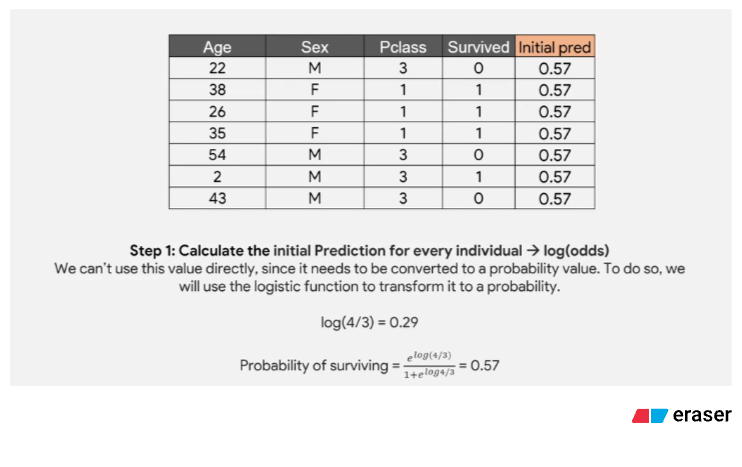 Age Sex Pclass Survived Initial pred
22 M 3 0 0.57
38 F 1 1 0.57
26 F 1 1 0.57
35 F 1 1 0.57
54 M 3 0 0.57
2 M 3 1 0.57
43 M 3 0 0.57
Step 1: Calculate the initial Prediction for every individual → log(odds)
We can't use this value directly, since it needs to be converted to a probability value. To do so, we
will use the logistic function to transform it to a probability.
log(4/3) = 0.29
Probability of surviving = e^log(4/3) / 1+e^log4/3 = 0.57
eraser